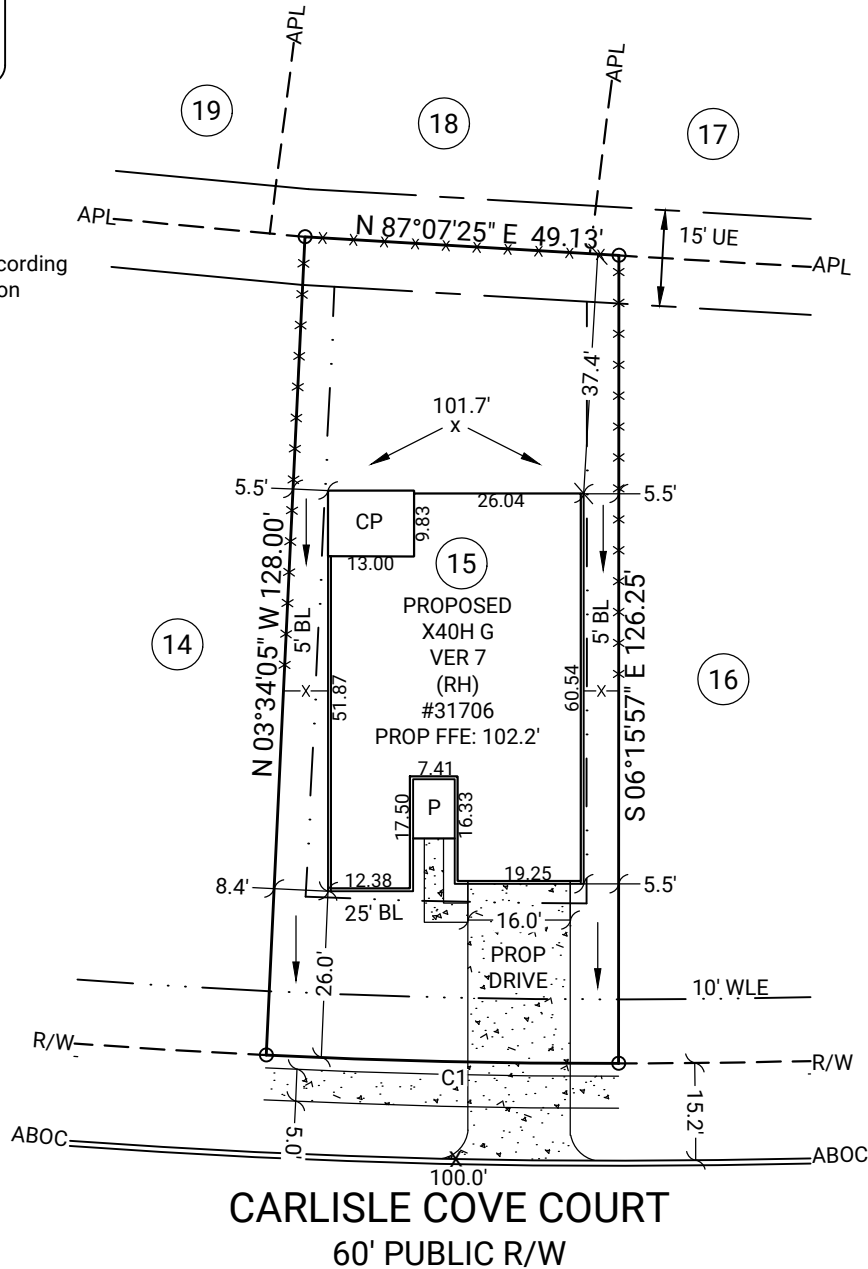 APL
APL
19
18
17
APL
N 87°07'25" E 49.13'
15' UE
APL
cording
on
37.4'
101.7'
x
5.5'
26.04
5.5'
CP
9.83
13.00
15
N 03°34'05" W 128.00'
5' BL
5' BL
PROPOSED
X40H G
VER 7
(RH)
#31706
PROP FFE: 102.2'
14
16
51.87
60.54
S 06°15'57" E 126.25'
7.41
17.50
P
16.33
8.4'
12.38
19.25
5.5'
25' BL
16.0'
26.0'
PROP
DRIVE
10' WLE
R/W
R/W
C1
15.2'
5.0'
ABOC
ABOC
x
100.0'
CARLISLE COVE COURT
60' PUBLIC R/W